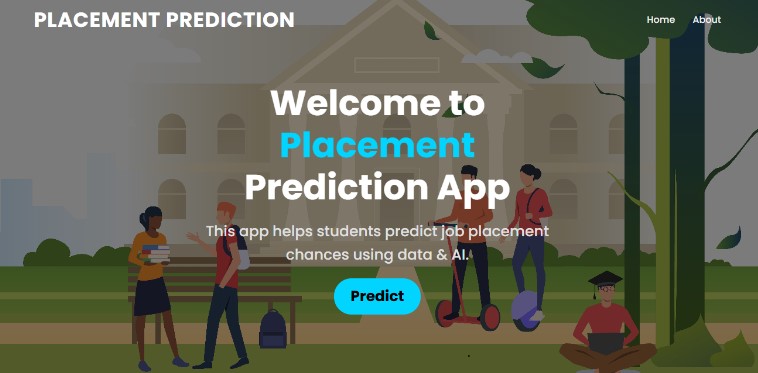 PLACEMENT PREDICTION
Home
About
Welcome to
Placement
Prediction App
This app helps students predict job placement
chances using data & AI.
Predict